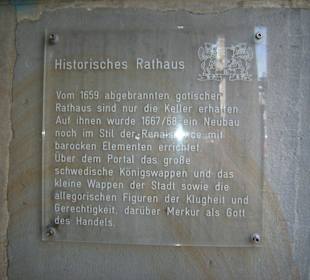 Historisches Rathaus
Vom 1659 abgebrannten gotischen
Rathaus sind nur die Keller erhalten.
Auf ihnen wurde 1667/68 ein Neubau
noch im Stil der Renaissance mit
barocken Elementen errichtet.
Über dem Portal das große
schwedische Königswappen und das
kleine Wappen der Stadt sowie die
allegorischen Figuren der Klugheit und
Gerechtigkeit, darüber Merkur als Gott
des Handels.